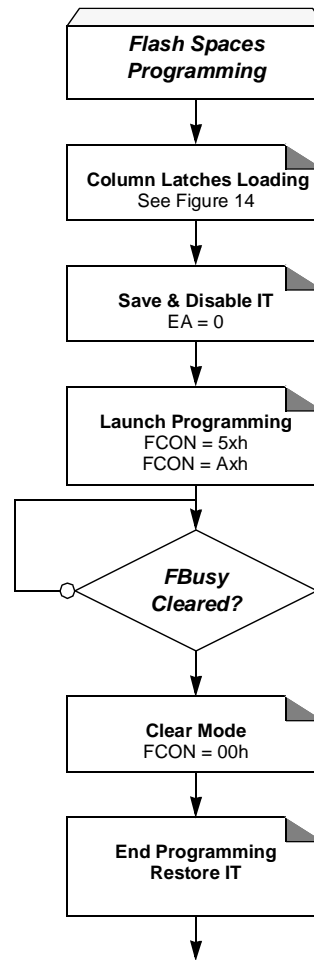 Flash Spaces
Programming
Column Latches Loading
See Figure 14
Save & Disable IT
EA = 0
Launch Programming
FCON = 5xh
FCON = Axh
FBusy
Cleared?
Clear Mode
FCON = 00h
End Programming
Restore IT